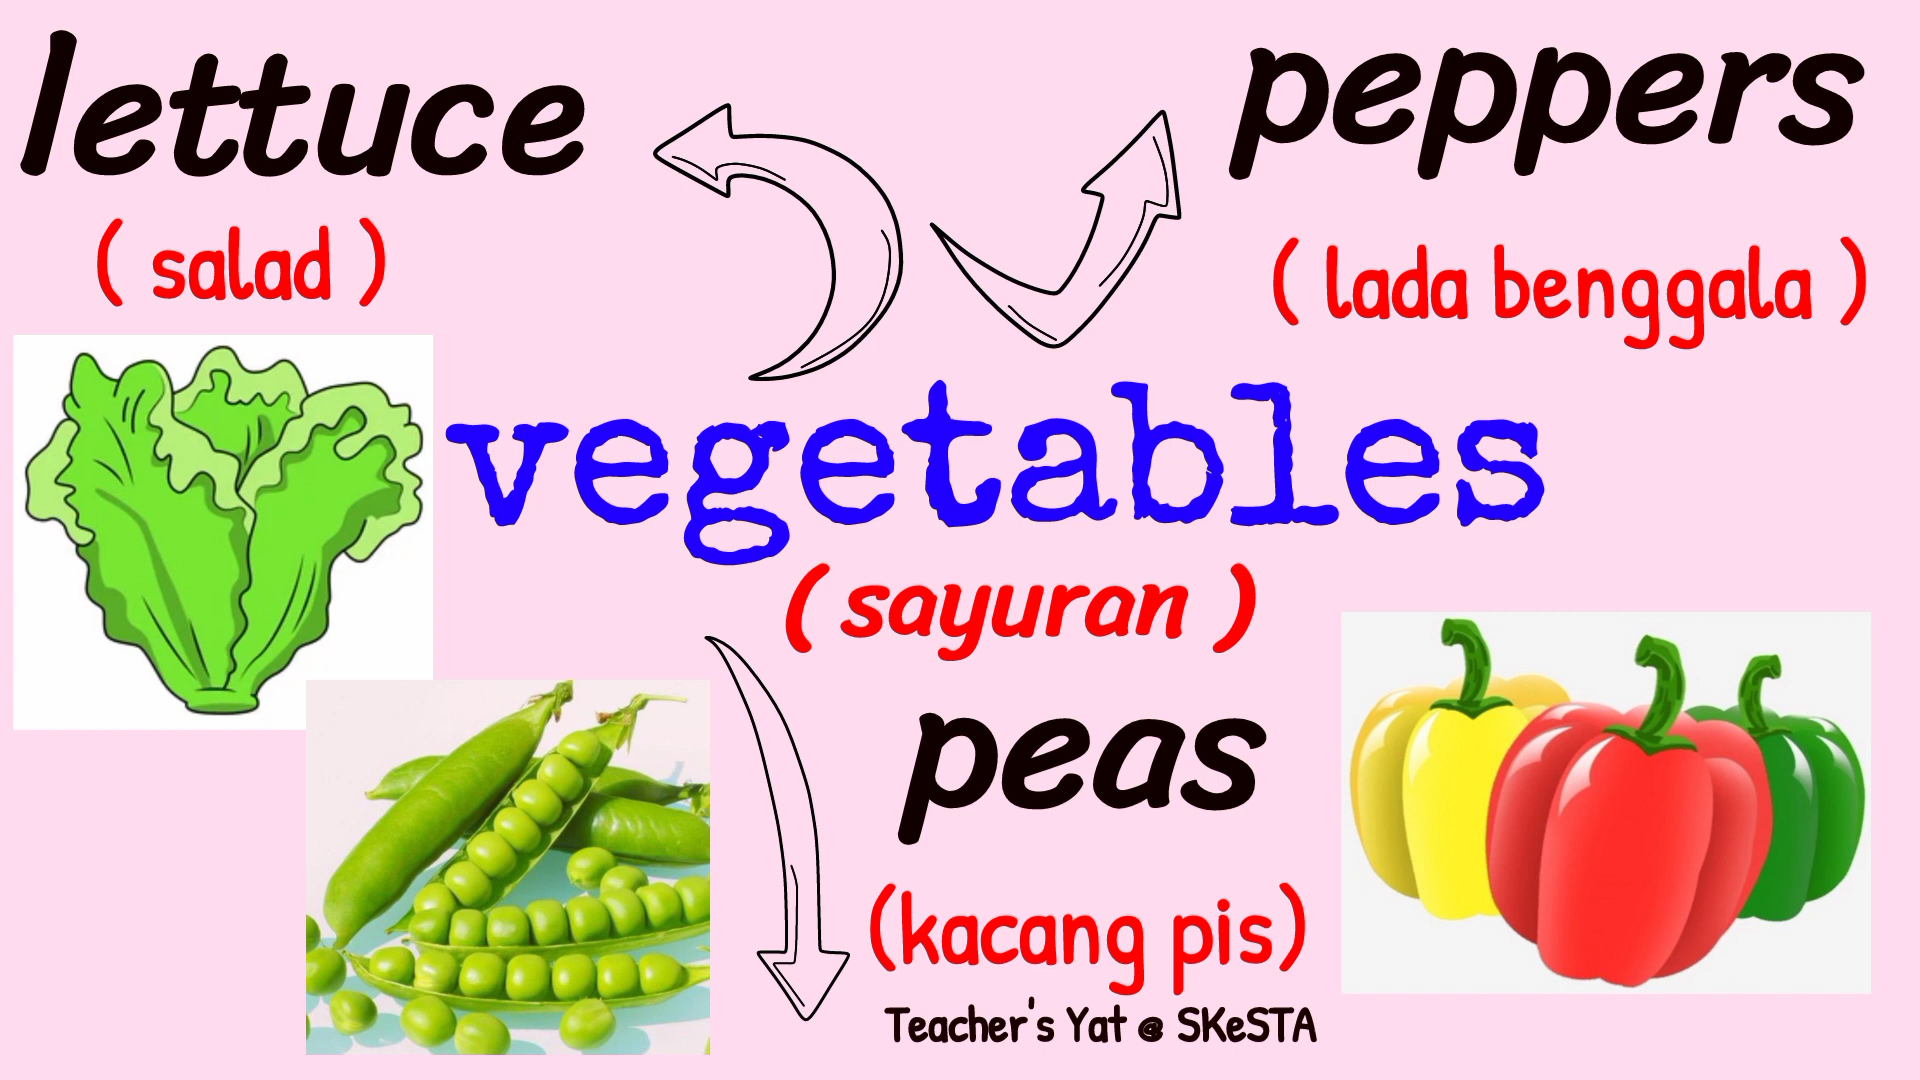 lettuce
( salad )
peppers
( lada benggala )
vegetables
( sayuran )
peas
(kacang pis)
Teacher's Yat @ SKeSTA